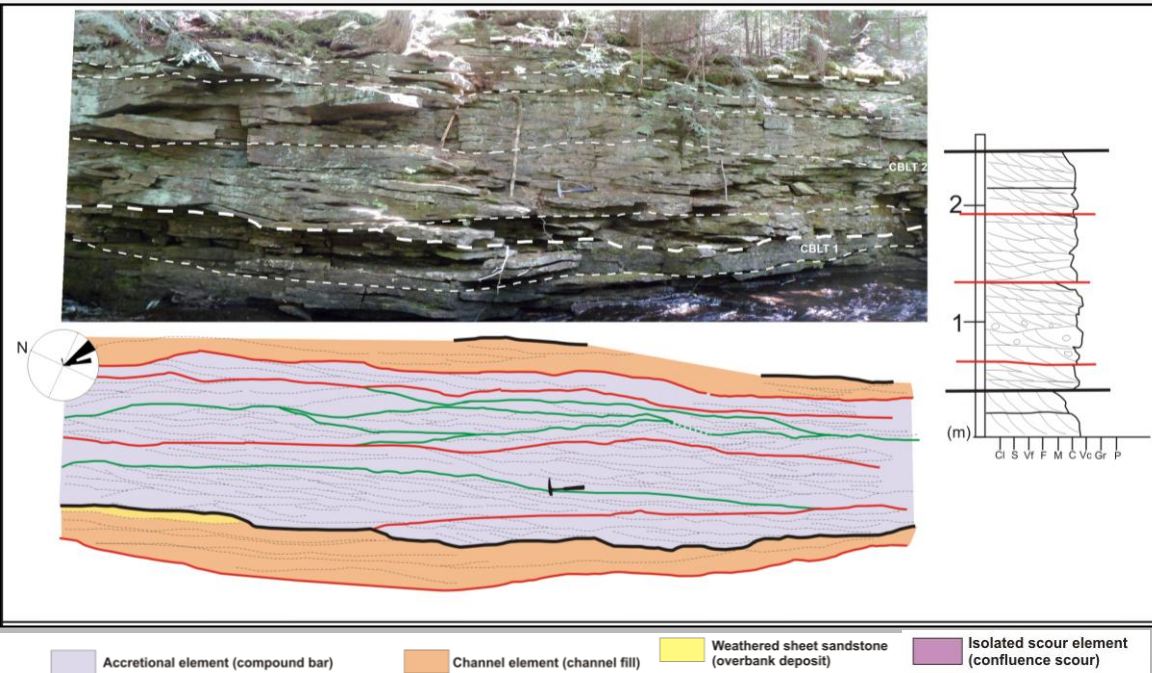 CBLT 2
CBLT 1
N
2
1
(m)
Cl S Vf F M C Vc Gr P
Accretional element (compound bar)
Channel element (channel fill)
Weathered sheet sandstone
(overbank deposit)
Isolated scour element
(confluence scour)